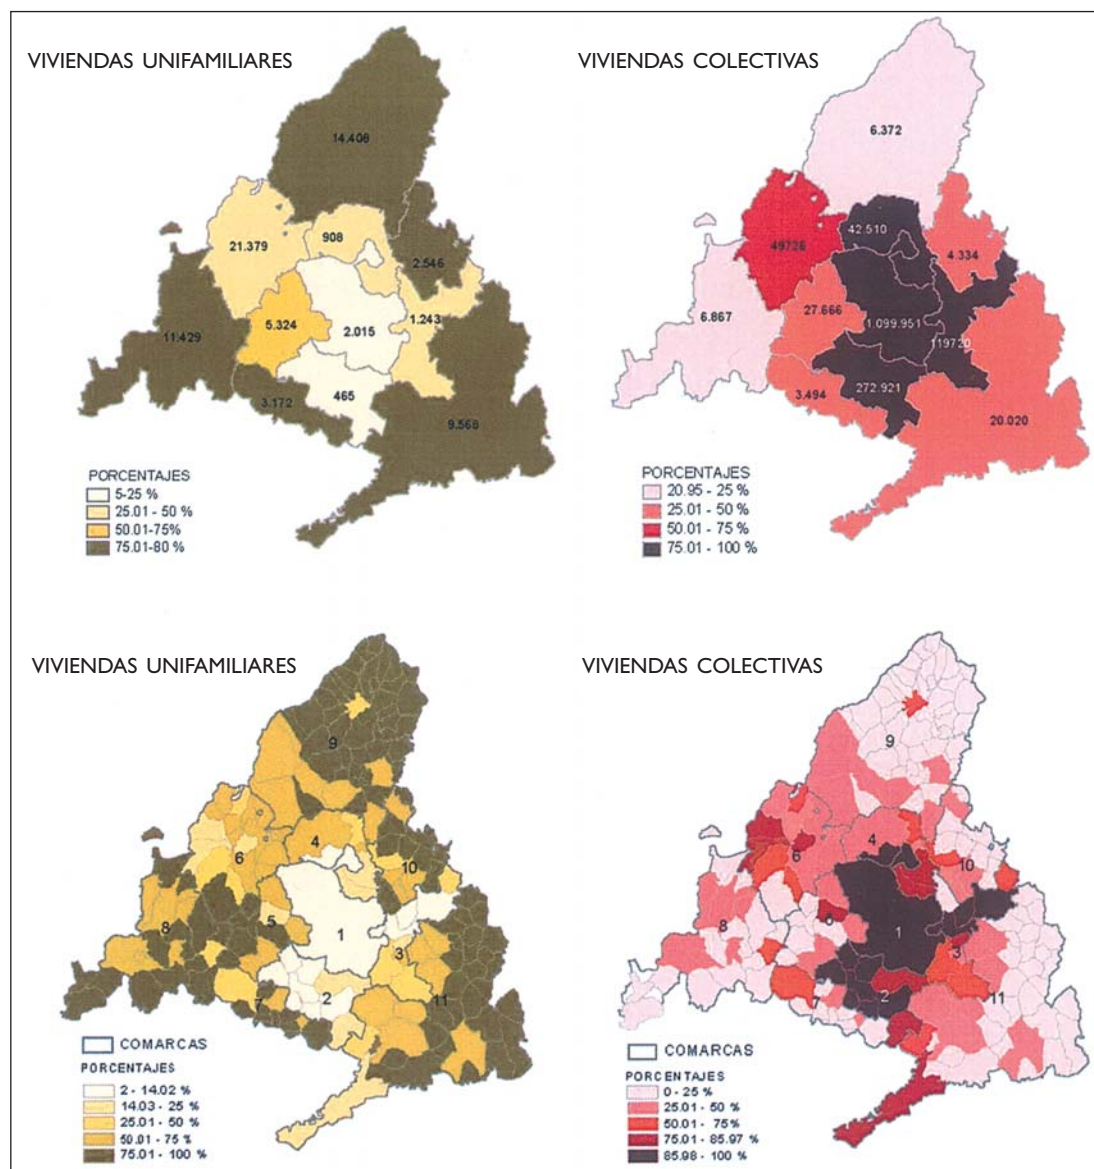 VIVIENDAS UNIFAMILIARES
14.408
21.379
908
2.546
11.429
5.324
2.015
1.243
3.172
465
9.568
PORCENTAJES
5-25 %
25.01 - 50 %
50.01-75%
75.01-80 %
VIVIENDAS COLECTIVAS
6.372
42.510
49726
4.334
6.867
27.666
1.099.951
119720
272.921
3.494
20.020
PORCENTAJES
20.95 - 25 %
25.01 - 50 %
50.01 - 75 %
75.01 - 100 %
VIVIENDAS UNIFAMILIARES
9
4
6
10
8
5
1
3
2
7
11
COMARCAS
PORCENTAJES
2 - 14.02 %
14.03 - 25 %
25.01 - 50 %
50.01 - 75 %
75.01 - 100 %
VIVIENDAS COLECTIVAS
9
4
6
10
8
1
3
2
7
11
COMARCAS
PORCENTAJES
0 - 25 %
25.01 - 50 %
50.01 - 75%
75.01 - 85.97 %
85.98 - 100 %